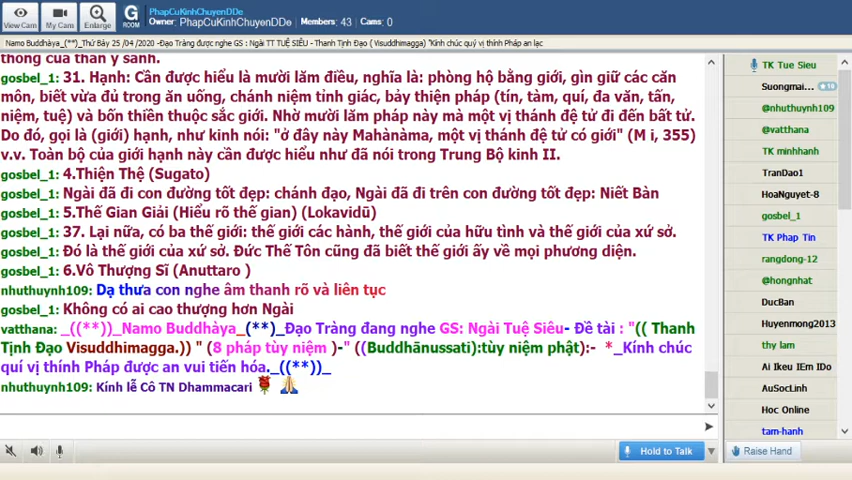 View Cam
My Cam
Enlarge
G
ROOM
PhapCuKinhChuyenDDe
Owner: PhapCuKinhChuyenDDe Members: 43 Cams: 0
Namo Buddhàya_(**)_Thứ Bảy 25 /04 /2020 -Đạo Tràng được nghe GS : Ngài TT TUỆ SIÊU - Thanh Tịnh Đạo ( Visuddhimagga) "Kính chúc quý vị thính Pháp an lạc
thông của thần y sanh.
gosbel_1: 31. Hạnh: Cần được hiểu là mười lăm điều, nghĩa là: phòng hộ bằng giới, gìn giữ các căn
môn, biết vừa đủ trong ăn uống, chánh niệm tỉnh giác, bảy thiện pháp (tín, tàm, quí, đa văn, tấn,
niệm, tuệ) và bốn thiền thuộc sắc giới. Nhờ mười lăm pháp này mà một vị thánh đệ tử đi đến bất tử.
Do đó, gọi là (giới) hạnh, như kinh nói: "ở đây này Mahànàma, một vị thánh đệ tử có giới" (M i, 355)
v.v. Toàn bộ của giới hạnh này cần được hiểu như đã nói trong Trung Bộ kinh II.
gosbel_1: 4.Thiện Thệ (Sugato)
gosbel_1: Ngài đã đi con đường tốt đẹp: chánh đạo, Ngài đã đi trên con đường tốt đẹp: Niết Bàn
gosbel_1: 5.Thế Gian Giải (Hiểu rõ thế gian) (Lokavidū)
gosbel_1: 37. Lại nữa, có ba thế giới: thế giới các hành, thế giới của hữu tình và thế giới của xứ sở.
gosbel_1: Đó là thế giới của xứ sở. Đức Thế Tôn cũng đã biết thế giới ấy về mọi phương diện.
gosbel_1: 6.Vô Thượng Sĩ (Anuttaro )
nhuthuynh109: Dạ thưa con nghe âm thanh rõ và liên tục
gosbel_1: Không có ai cao thượng hơn Ngài
vatthana: _((**))_Namo Buddhàya_(**)_Đạo Tràng đang nghe GS: Ngài Tuệ Siêu- Đề tài : "(( Thanh
Tịnh Đạo Visuddhimagga.)) " (8 pháp tùy niệm )-" ((Buddhānussati):tùy niệm phật):- *_Kính chúc
quí vị thính Pháp được an vui tiến hóa._((**))_
nhuthuynh109: Kính lễ Cô TN Dhammacari
Hold to Talk
TK Tue Sieu
Suongmai...
10
@nhuthuynh109
@vatthana
TK minhhanh
TranDao1
HoaNguyet-8
gosbel_1
TK Phap Tin
rangdong-12
@hongnhat
DucBan
Huyenmong2013
thy lam
Ai Ikeu IEm IDo
AuSocLinh
Hoc Online
tam-hanh
Raise Hand